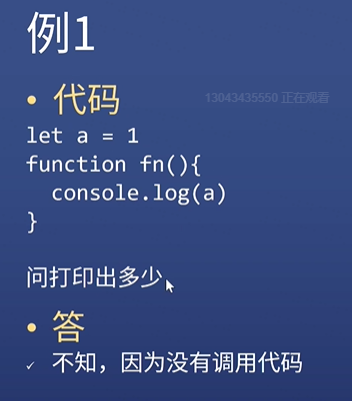 例1
13043435550 正在观看
• 代码
let a = 1
function fn(){
  console.log(a)
}
问打印出多少
• 答
✓ 不知，因为没有调用代码